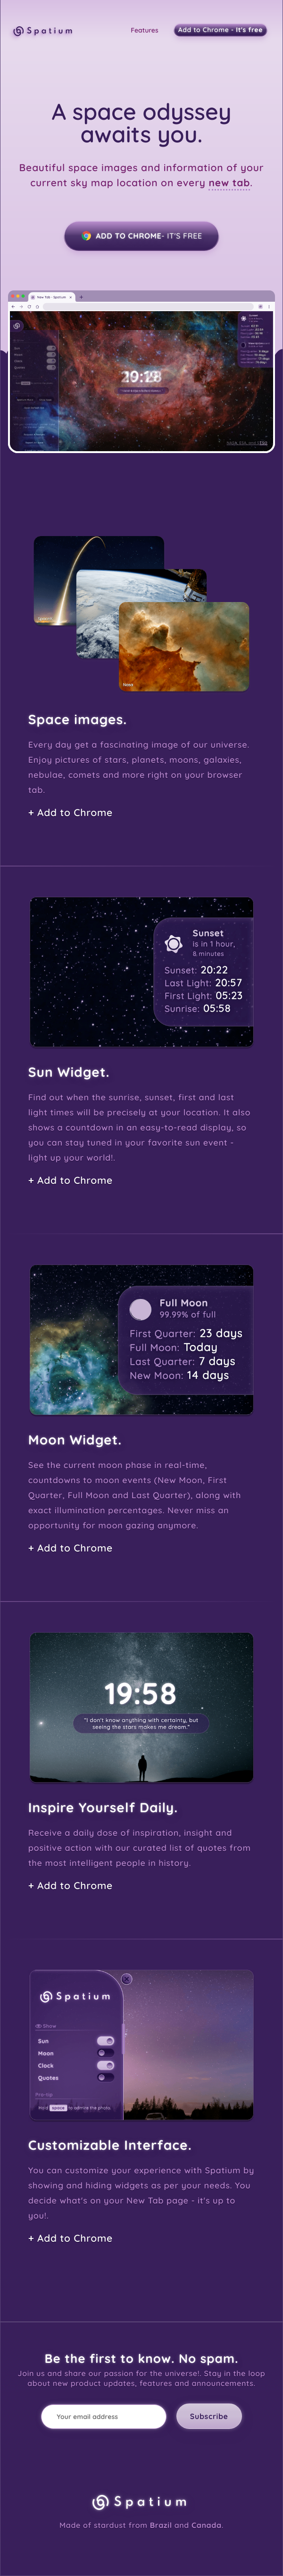 Spatium
Features
Add to Chrome - It's free
A space odyssey
awaits you.
Beautiful space images and information of your
current sky map location on every new tab.
ADD TO CHROME- IT'S FREE
New Tab - Spatium
Space images.
Every day get a fascinating image of our universe.
Enjoy pictures of stars, planets, moons, galaxies,
nebulae, comets and more right on your browser
tab.
+ Add to Chrome
Sunset
is in 1 hour,
8 minutes
Sunset: 20:22
Last Light: 20:57
First Light: 05:23
Sunrise: 05:58
Sun Widget.
Find out when the sunrise, sunset, first and last
light times will be precisely at your location. It also
shows a countdown in an easy-to-read display, so
you can stay tuned in your favorite sun event -
light up your world!.
+ Add to Chrome
Full Moon
99.99% of full
First Quarter: 23 days
Full Moon: Today
Last Quarter: 7 days
New Moon: 14 days
Moon Widget.
See the current moon phase in real-time,
countdowns to moon events (New Moon, First
Quarter, Full Moon and Last Quarter), along with
exact illumination percentages. Never miss an
opportunity for moon gazing anymore.
+ Add to Chrome
19:58
"I don't know anything with certainty, but
seeing the stars makes me dream."
Inspire Yourself Daily.
Receive a daily dose of inspiration, insight and
positive action with our curated list of quotes from
the most intelligent people in history.
+ Add to Chrome
Spatium
Show
Sun
Moon
Clock
Quotes
Pro-tip
Hold space to admire the photo
Customizable Interface.
You can customize your experience with Spatium by
showing and hiding widgets as per your needs. You
decide what's on your New Tab page - it's up to
you!.
+ Add to Chrome
Be the first to know. No spam.
Join us and share our passion for the universe!. Stay in the loop
about new product updates, features and announcements.
Your email address
Subscribe
Spatium
Made of stardust from Brazil and Canada.